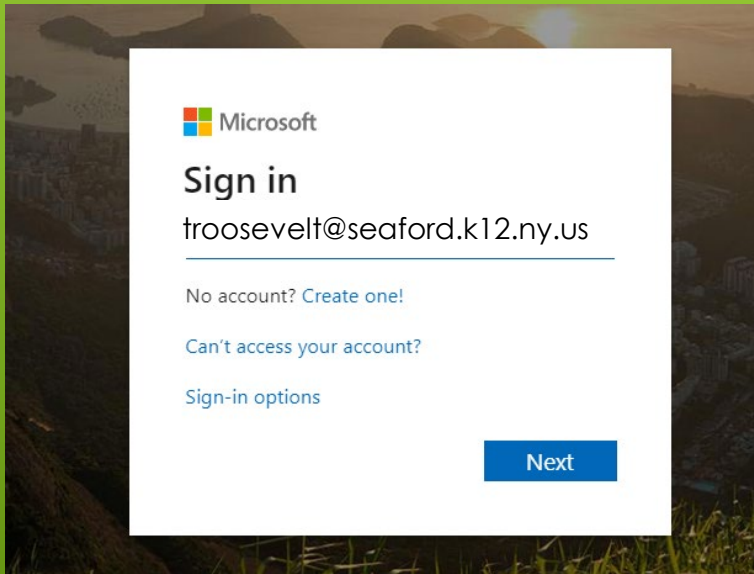 Microsoft
Sign in
troosevelt@seaford.k12.ny.us
No account? Create one!
Can't access your account?
Sign-in options
Next